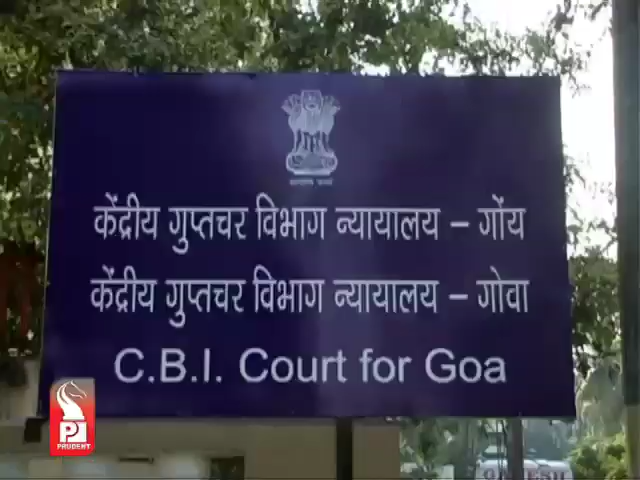 केंद्रीय गुप्तचर विभाग न्यायालय – गोंय
केंद्रीय गुप्तचर विभाग न्यायालय – गोवा
C.B.I. Court for Goa
PRUDENT